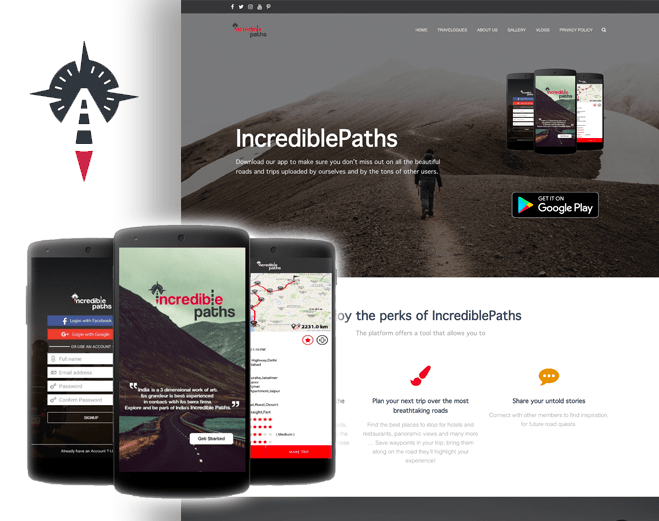 incredible
paths
HOME TRAVELOGUES ABOUT US GALLERY VLOGS PRIVACY POLICY
IncrediblePaths
Download our app to make sure you don't miss out on all the beautiful
roads and trips uploaded by ourselves and by the tons of other users.
incredible
paths
GET IT ON
Google Play
oy the perks of IncrediblePaths
The platform offers a tool that allows you to
Plan your next trip over the most
breathtaking roads
Find the best places to stop for hotels and
restaurants, panoramic views and many more
. Save waypoints in your trip, bring them
along on the road they'll highlight your
experience!
Share your untold stories
Connect with other members to find inspiration
for future road quests
incredible
paths
Login with Facebook
Login with Google
OR USE AN ACCOUNT
Full name
Email address
Password
Confirm Password
SIGNUP
Already have an Account ? L
incredible
paths
India is a 3 dimensional work of art.
Its grandeur is best experienced
in contact with its terra firma.
Explore and be part of India's Incredible Paths.
Get Started
incredible
paths
2231.0 km
Highway,Delhi
( Medium )
MAKE TRIP